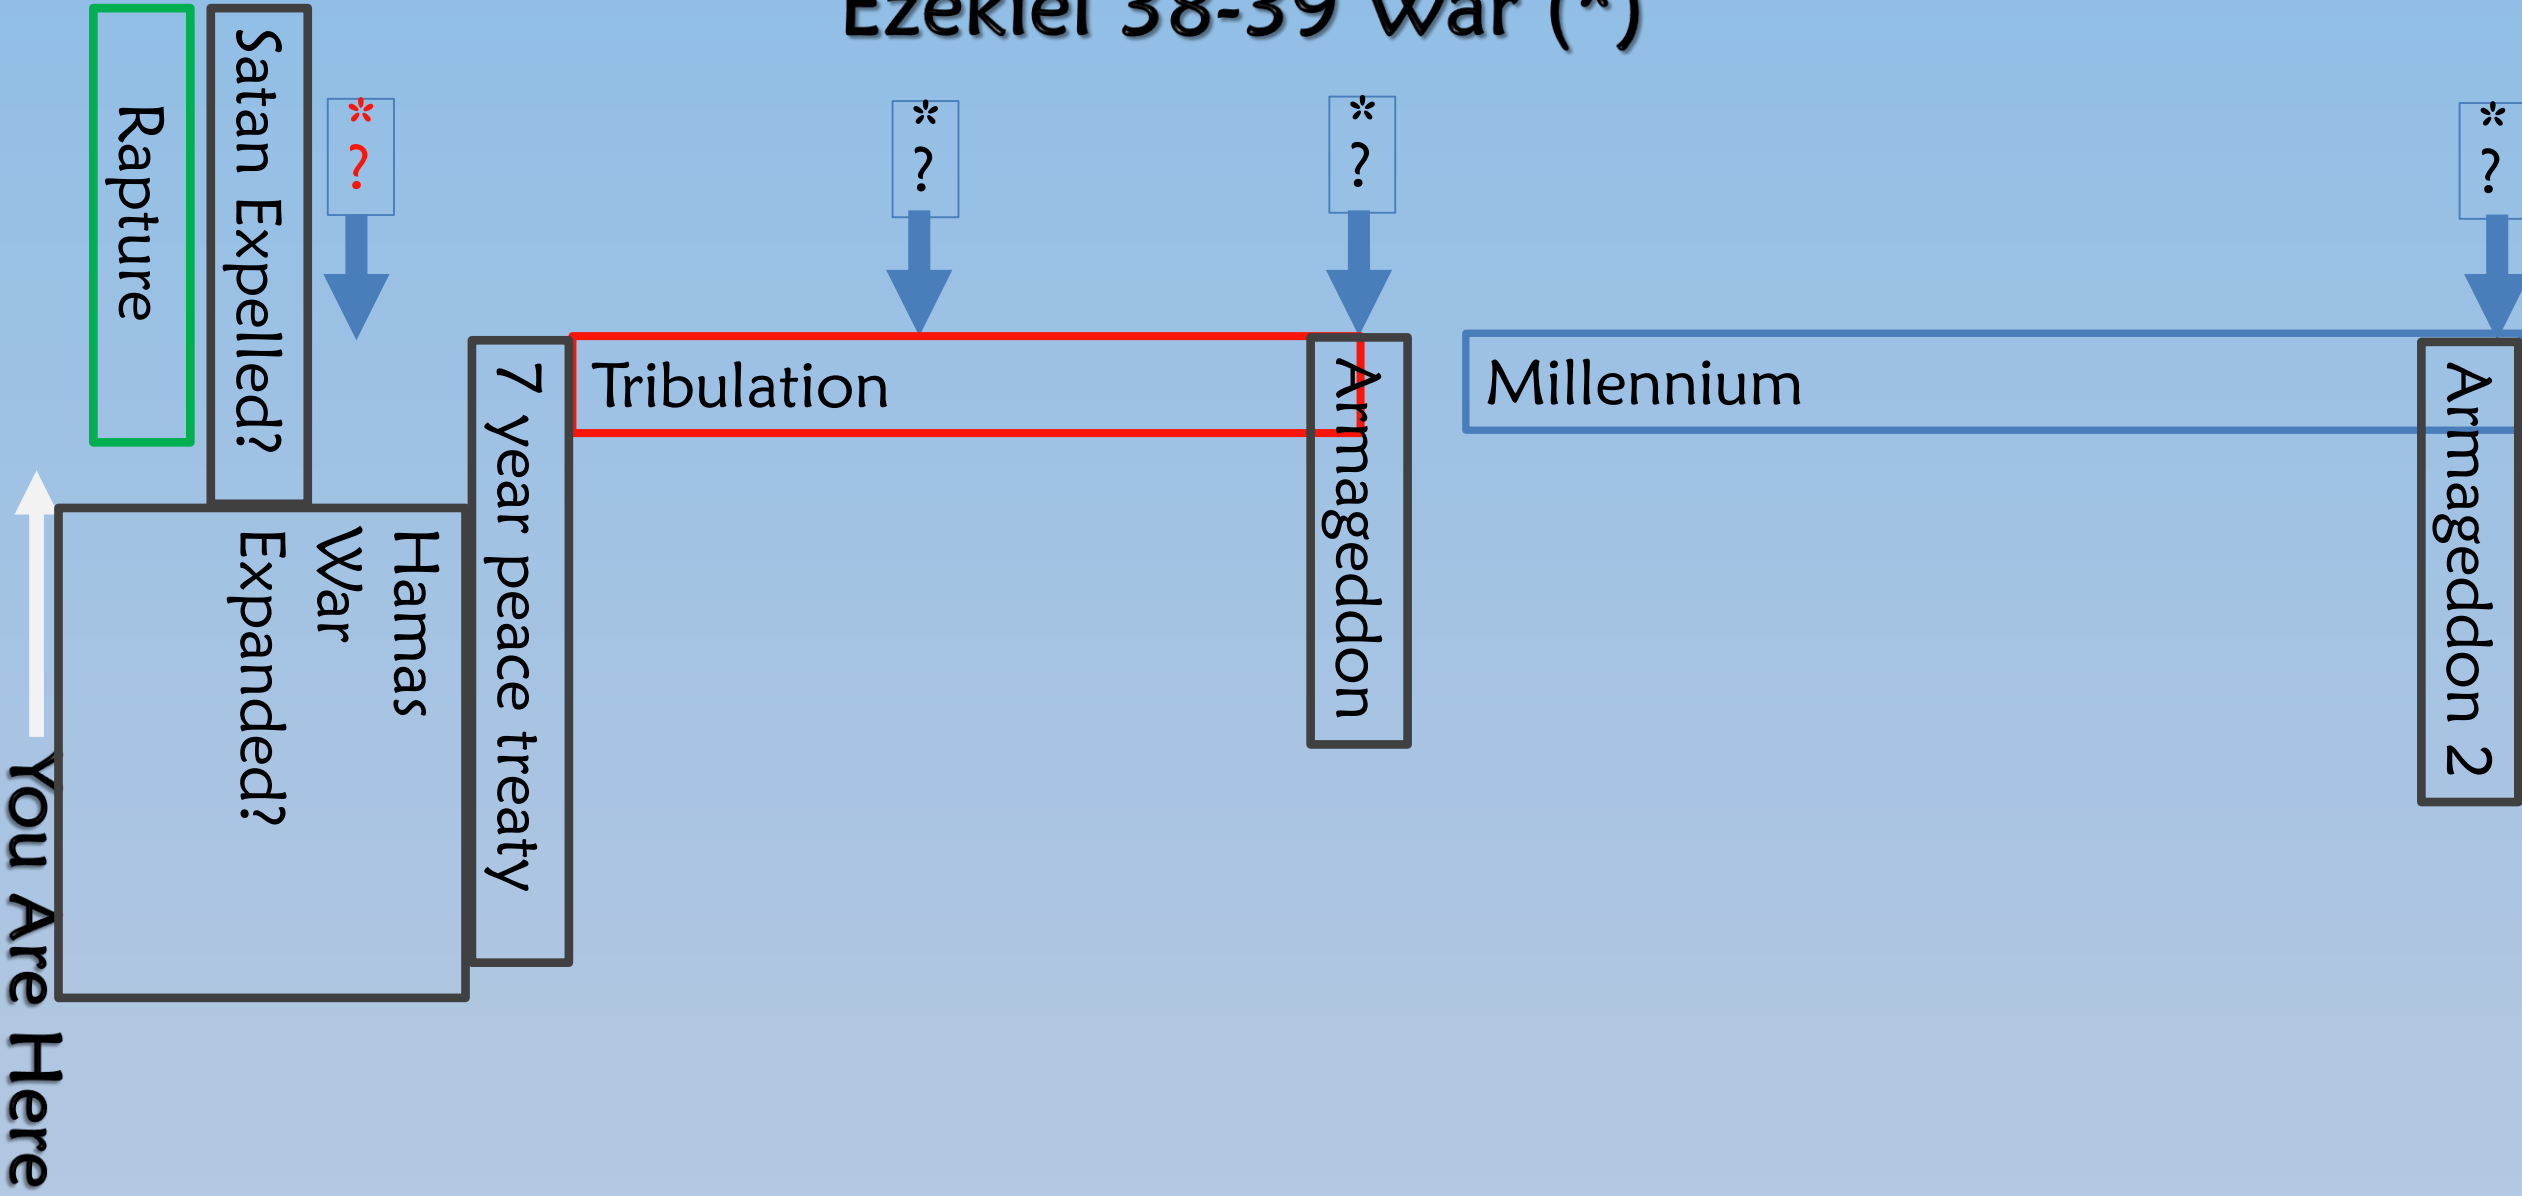 Ezekiel 38-39 War (*)
Rapture
Satan Expelled?
*
?
*
?
*
?
*
?
7 year peace treaty
Tribulation
Armageddon
Millennium
Armageddon 2
Hamas
War
Expanded?
You Are Here